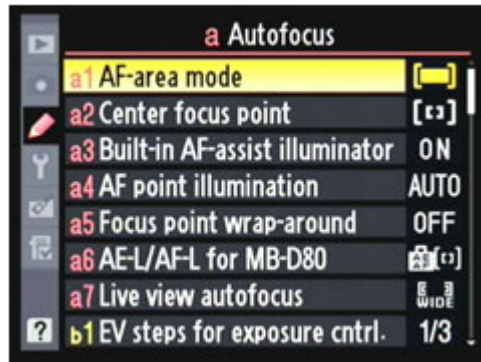 a Autofocus
a1 AF-area mode [ ]
a2 Center focus point [ ]
a3 Built-in AF-assist illuminator ON
a4 AF point illumination AUTO
a5 Focus point wrap-around OFF
a6 AE-L/AF-L for MB-D80
a7 Live view autofocus WIDE
b1 EV steps for exposure cntrl. 1/3
?